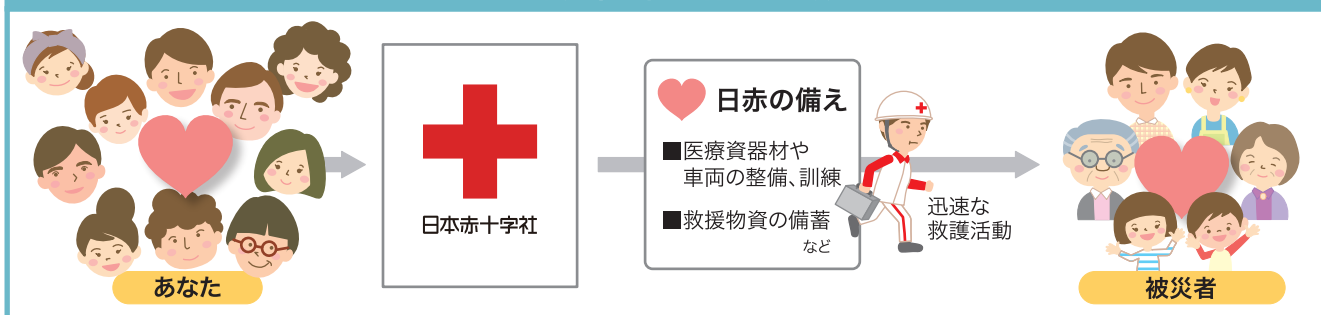 あなた
日本赤十字社
日赤の備え
■医療資器材や
車両の整備、訓練
■救援物資の備蓄
など
迅速な
救護活動
被災者